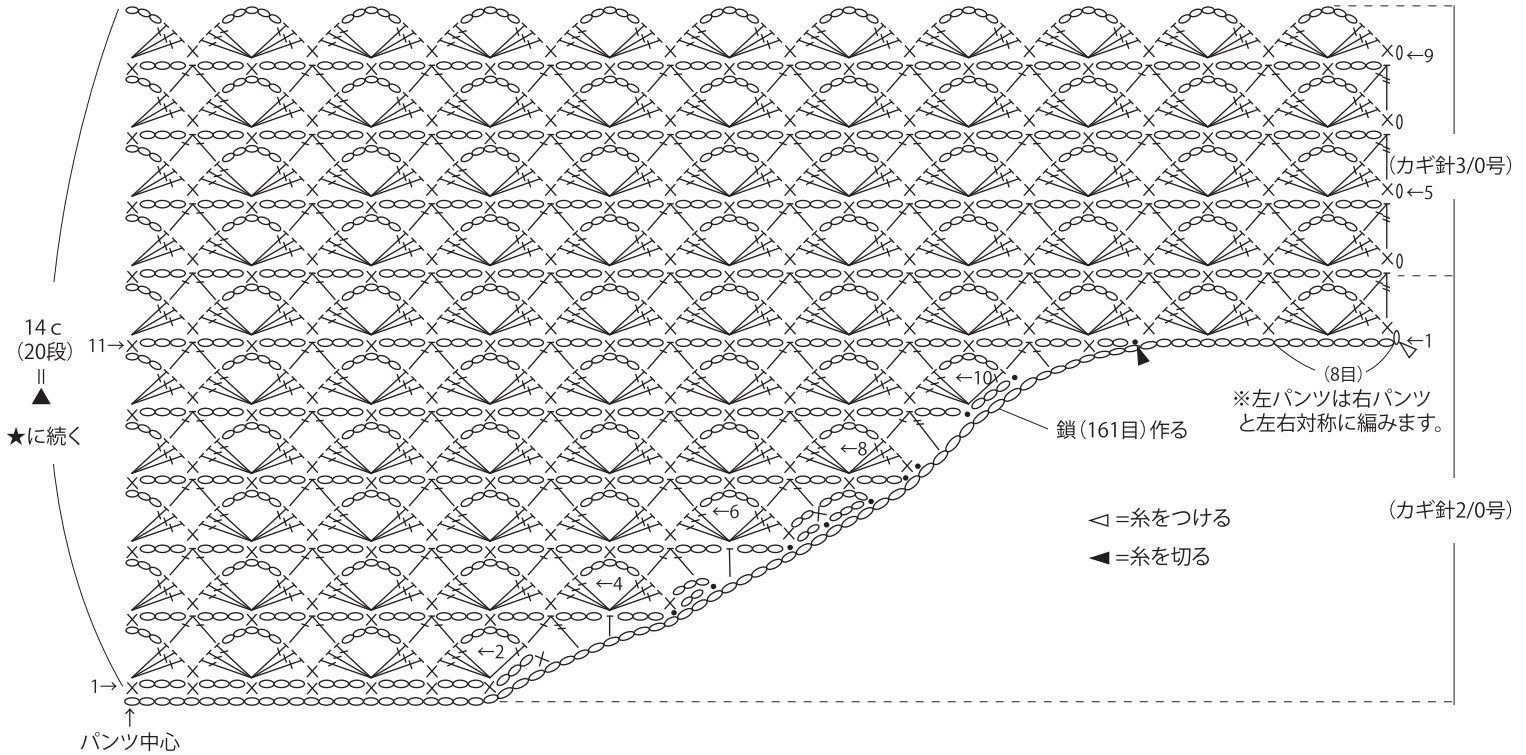 ←9
(カギ針3/0号)
←5
14c
(20段)
=
▲
★に続く
11→
←1
(8目)
※左パンツは右パンツ
と左右対称に編みます。
←10
鎖(161目)作る
←8
←6
(カギ針2/0号)
=糸をつける
=糸を切る
←4
←2
1→
↑
パンツ中心